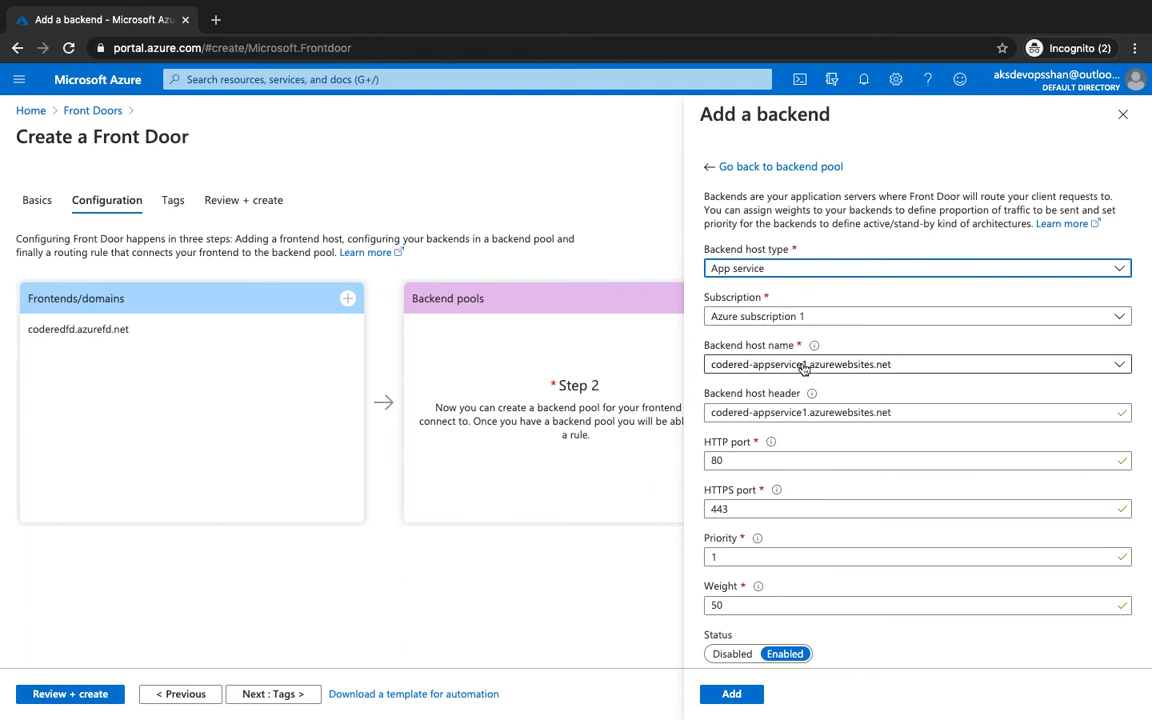 Add a backend - Microsoft Azu
portal.azure.com/#create/Microsoft.Frontdoor
Incognito (2)
Microsoft Azure
Search resources, services, and docs (G+/)
aksdevopsshan@outloo...
DEFAULT DIRECTORY
Home > Front Doors >
Create a Front Door
Basics
Configuration
Tags
Review + create
Configuring Front Door happens in three steps: Adding a frontend host, configuring your backends in a backend pool and
finally a routing rule that connects your frontend to the backend pool. Learn more
Frontends/domains
coderedfd.azurefd.net
Backend pools
* Step 2
Now you can create a backend pool for your frontend
connect to. Once you have a backend pool you will be abl
a rule.
Review + create
< Previous
Next : Tags >
Download a template for automation
Add a backend
Go back to backend pool
Backends are your application servers where Front Door will route your client requests to.
You can assign weights to your backends to define proportion of traffic to be sent and set
priority for the backends to define active/stand-by kind of architectures. Learn more
Backend host type *
App service
Subscription *
Azure subscription 1
Backend host name *
codered-appservice1.azurewebsites.net
Backend host header
codered-appservice1.azurewebsites.net
HTTP port *
80
HTTPS port *
443
Priority *
1
Weight *
50
Status
Disabled Enabled
Add